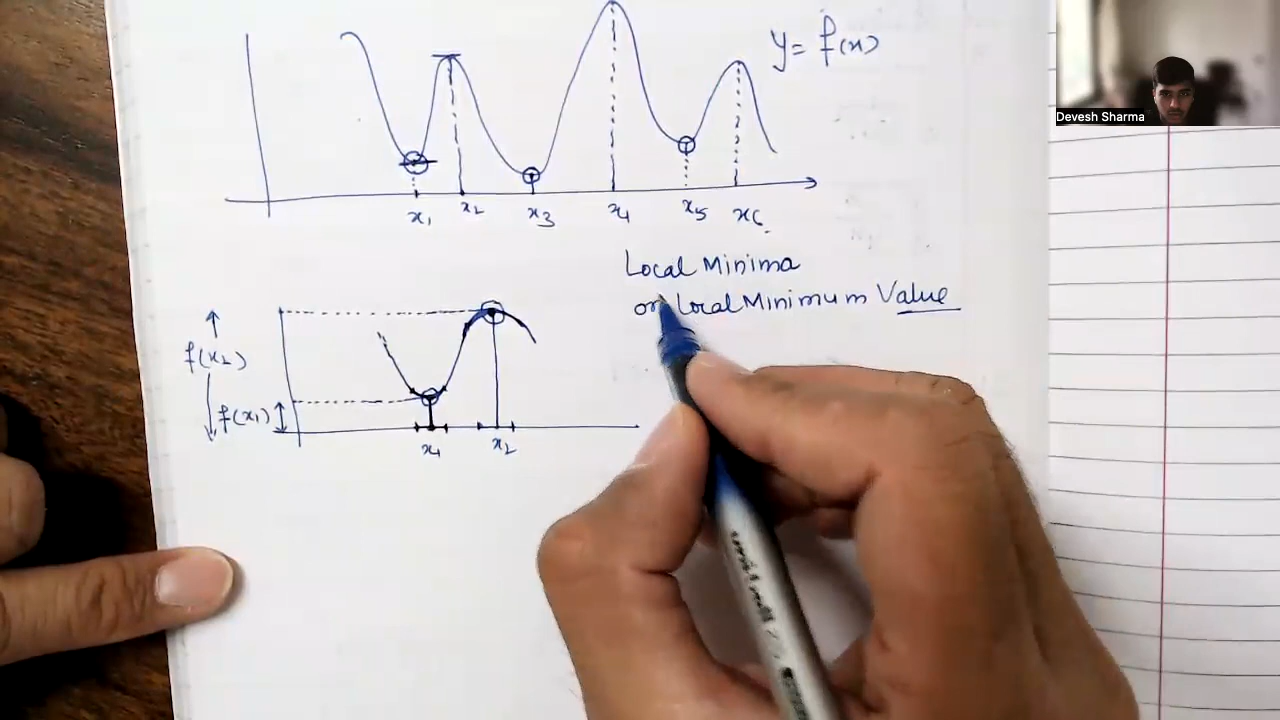 y = f(x)
Devesh Sharma
x1 x2 x3 x4 x5 x6
Local Minima
or Local Minimum Value
f(x2)
f(x1)
x1 x2